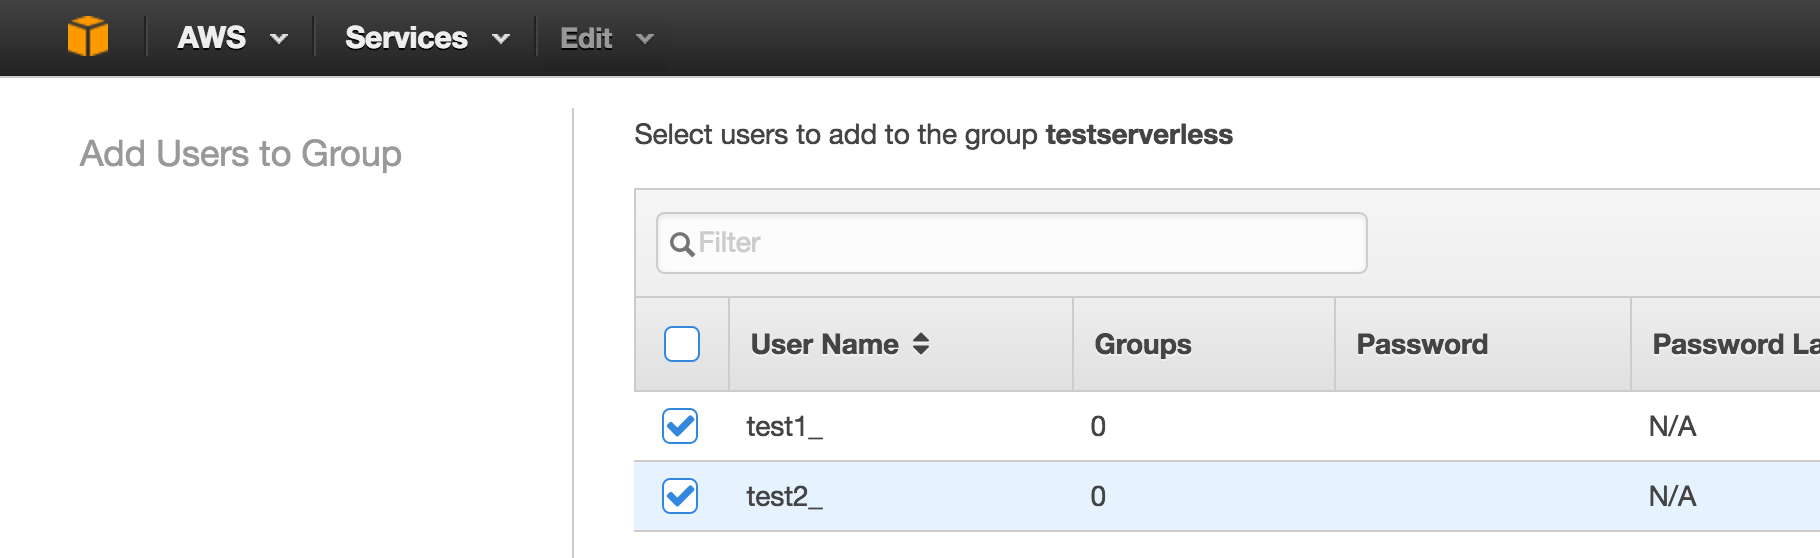 AWS Services Edit
Add Users to Group
Select users to add to the group testserverless
Filter
User Name Groups Password Password La
test1_ 0 N/A
test2_ 0 N/A